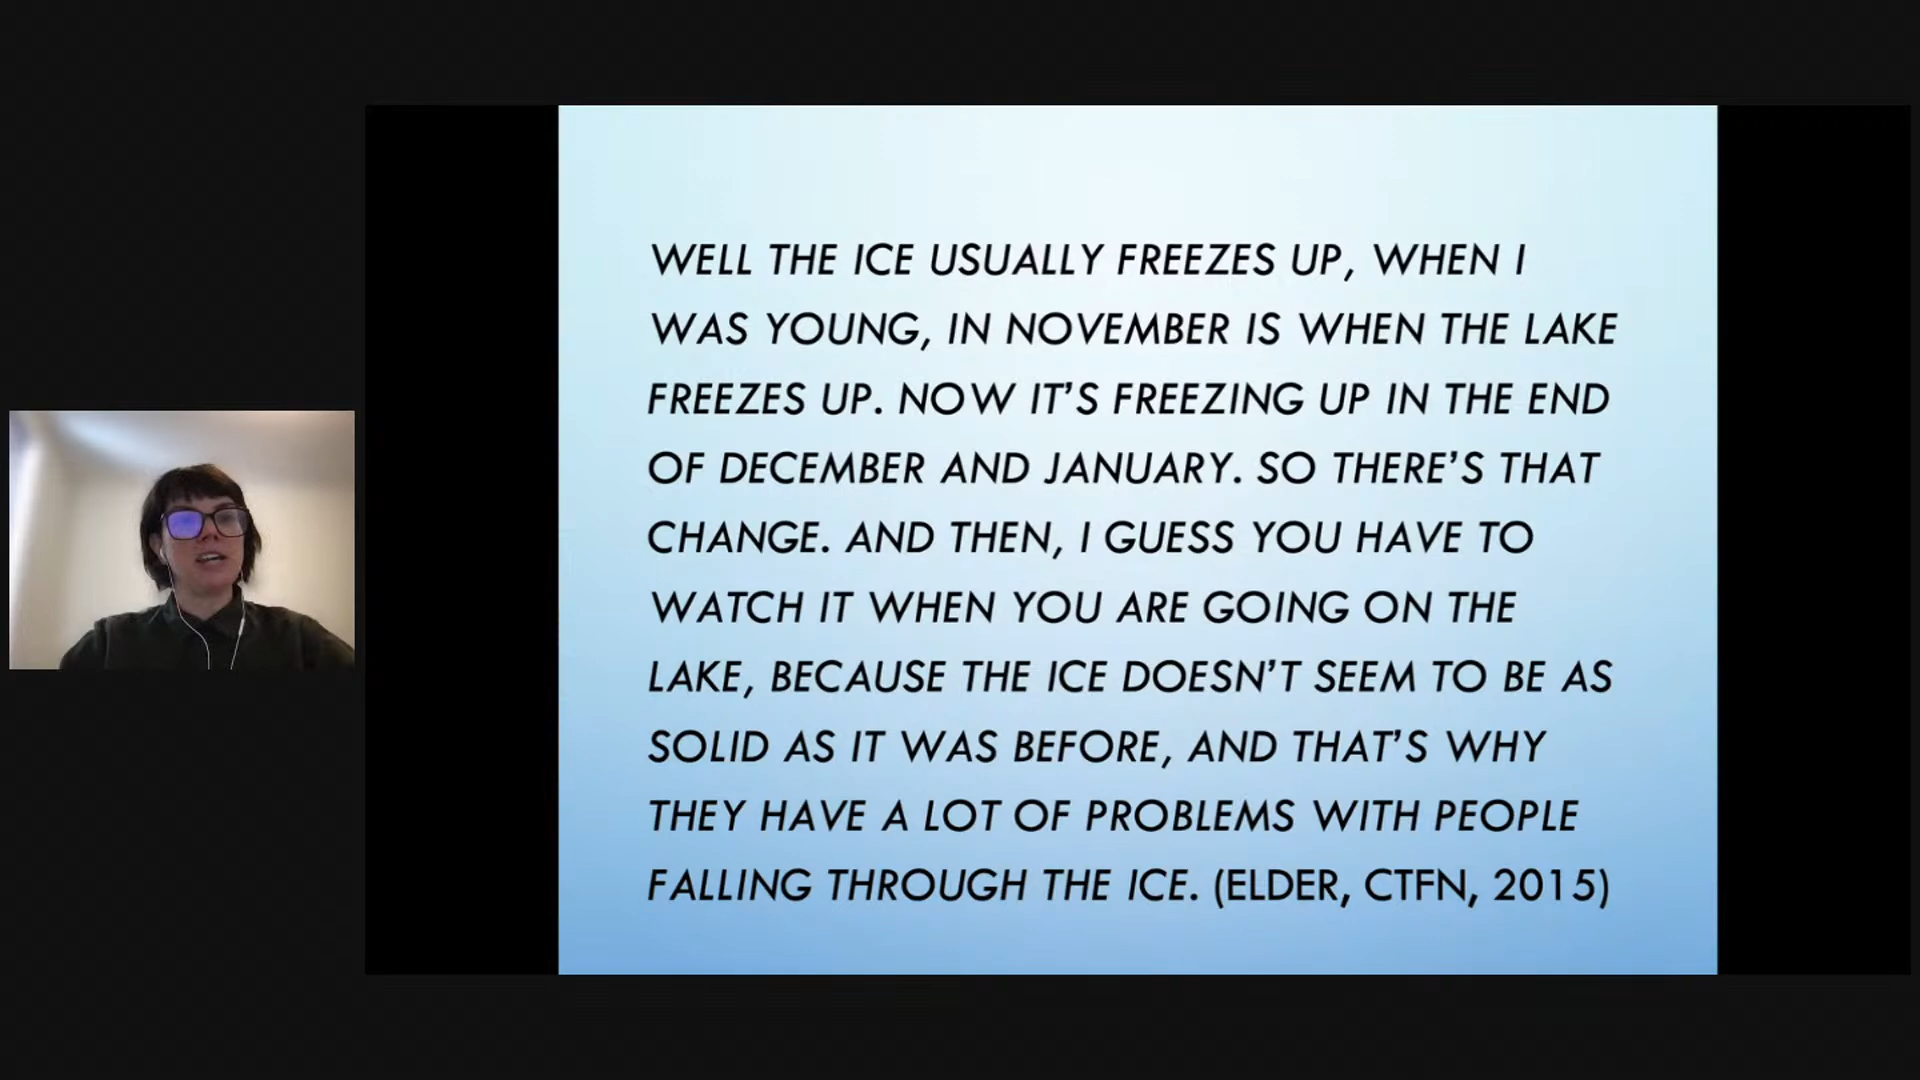 WELL THE ICE USUALLY FREEZES UP, WHEN I
WAS YOUNG, IN NOVEMBER IS WHEN THE LAKE
FREEZES UP. NOW IT’S FREEZING UP IN THE END
OF DECEMBER AND JANUARY. SO THERE’S THAT
CHANGE. AND THEN, I GUESS YOU HAVE TO
WATCH IT WHEN YOU ARE GOING ON THE
LAKE, BECAUSE THE ICE DOESN’T SEEM TO BE AS
SOLID AS IT WAS BEFORE, AND THAT’S WHY
THEY HAVE A LOT OF PROBLEMS WITH PEOPLE
FALLING THROUGH THE ICE. (ELDER, CTFN, 2015)